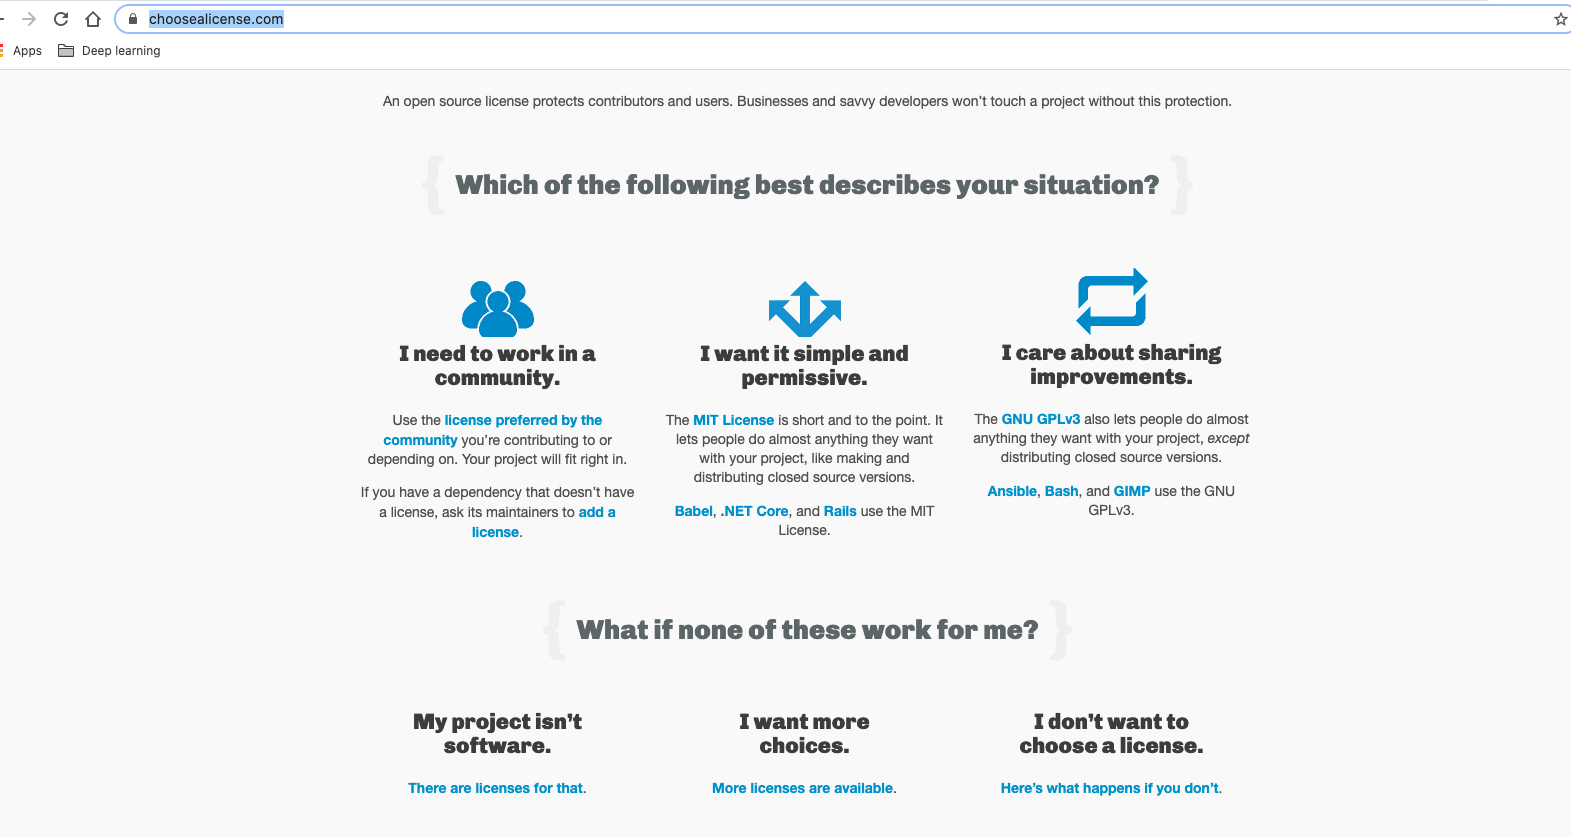 choosealicense.com
Apps
Deep learning
An open source license protects contributors and users. Businesses and savvy developers won’t touch a project without this protection.
{ Which of the following best describes your situation? }
I need to work in a
community.
Use the license preferred by the
community you’re contributing to or
depending on. Your project will fit right in.
If you have a dependency that doesn’t have
a license, ask its maintainers to add a
license.
I want it simple and
permissive.
The MIT License is short and to the point. It
lets people do almost anything they want
with your project, like making and
distributing closed source versions.
Babel, .NET Core, and Rails use the MIT
License.
I care about sharing
improvements.
The GNU GPLv3 also lets people do almost
anything they want with your project, except
distributing closed source versions.
Ansible, Bash, and GIMP use the GNU
GPLv3.
{ What if none of these work for me? }
My project isn’t
software.
There are licenses for that.
I want more
choices.
More licenses are available.
I don’t want to
choose a license.
Here’s what happens if you don’t.